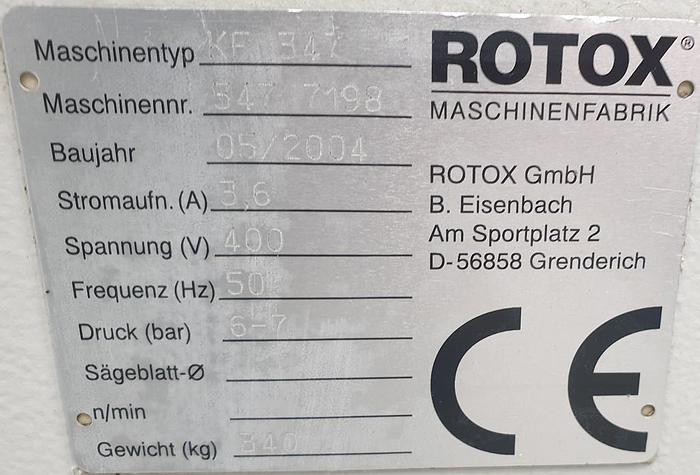 Maschinentyp KF 347
Maschinennr. 547 7198
Baujahr 05/2004
Stromaufn. (A) 3,6
Spannung (V) 400
Frequenz (Hz) 50
Druck (bar) 6-7
Sägeblatt-Ø
n/min
Gewicht (kg) 340
ROTOX®
MASCHINENFABRIK
ROTOX GmbH
B. Eisenbach
Am Sportplatz 2
D-56858 Grenderich
CE